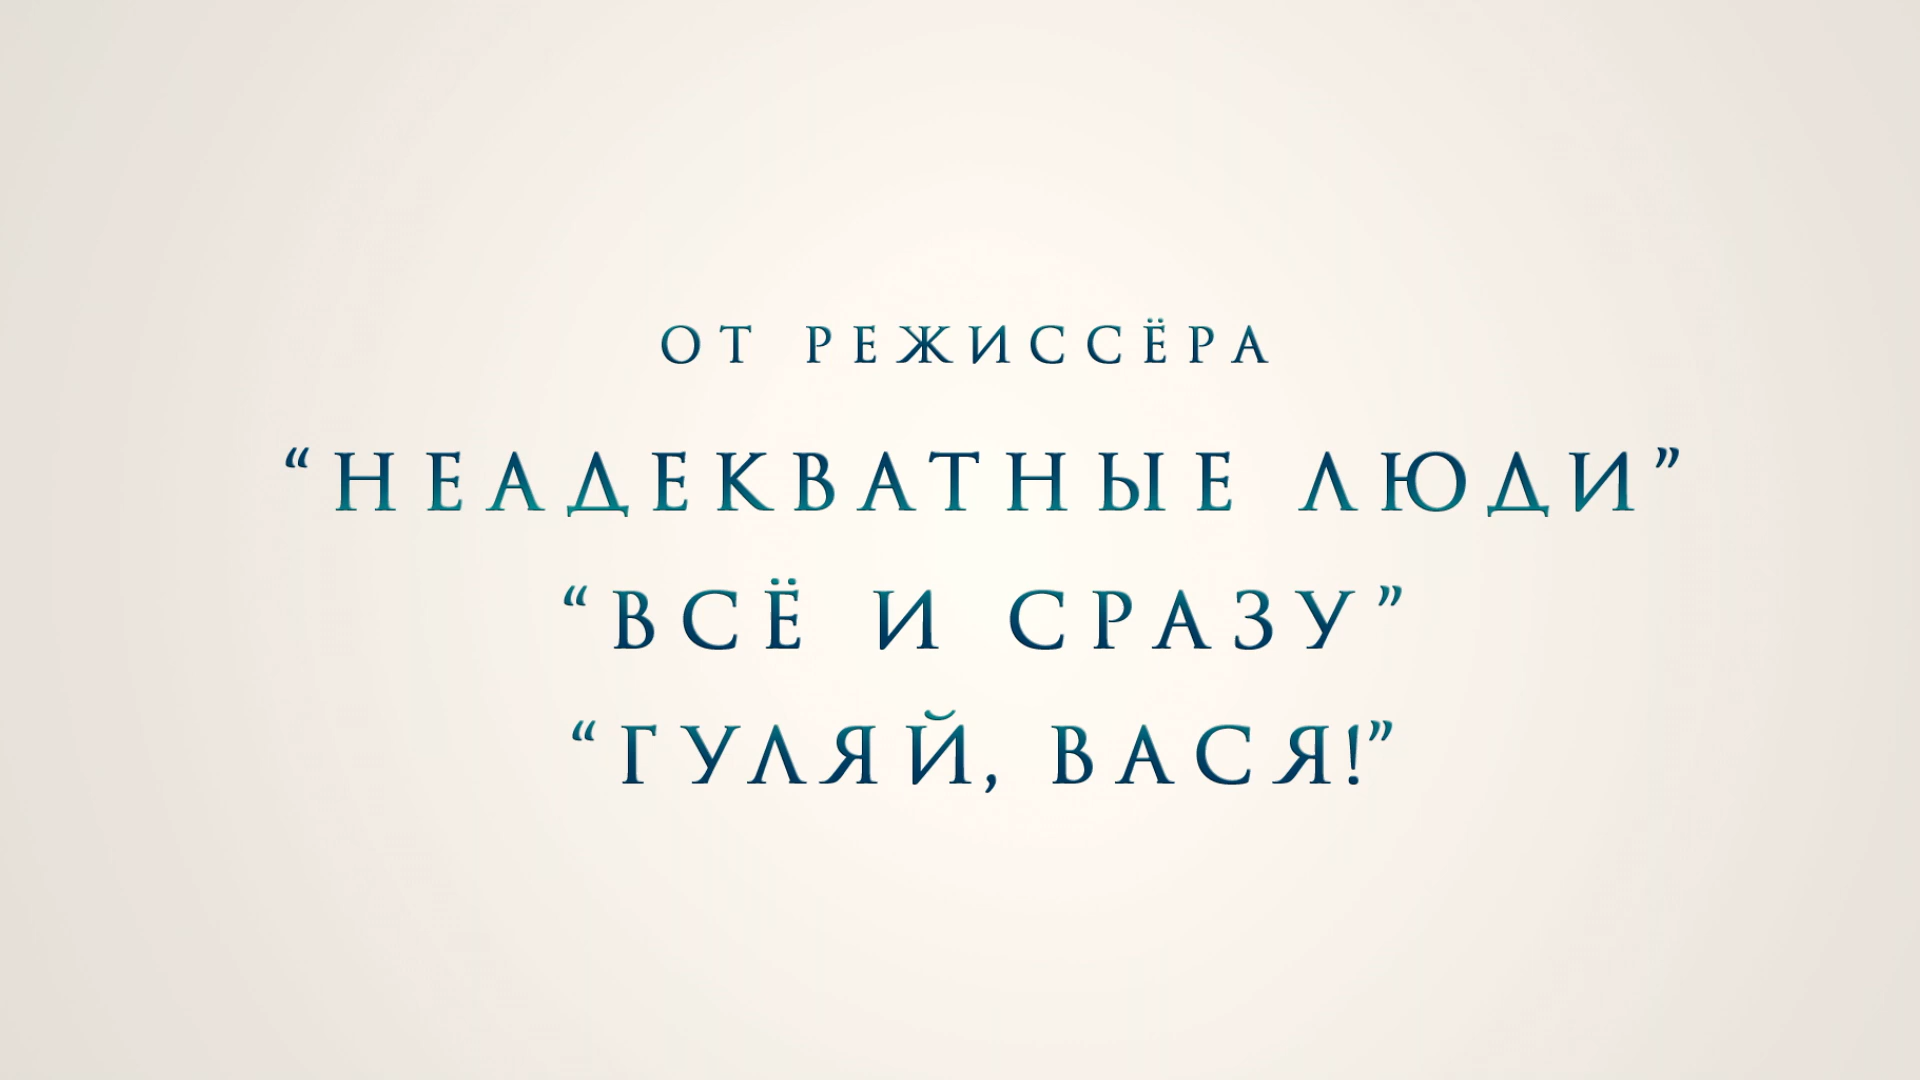 ОТ РЕЖИССЁРА
“НЕАДЕКВАТНЫЕ ЛЮДИ”
“ВСЁ И СРАЗУ”
“ГУЛЯЙ, ВАСЯ!”